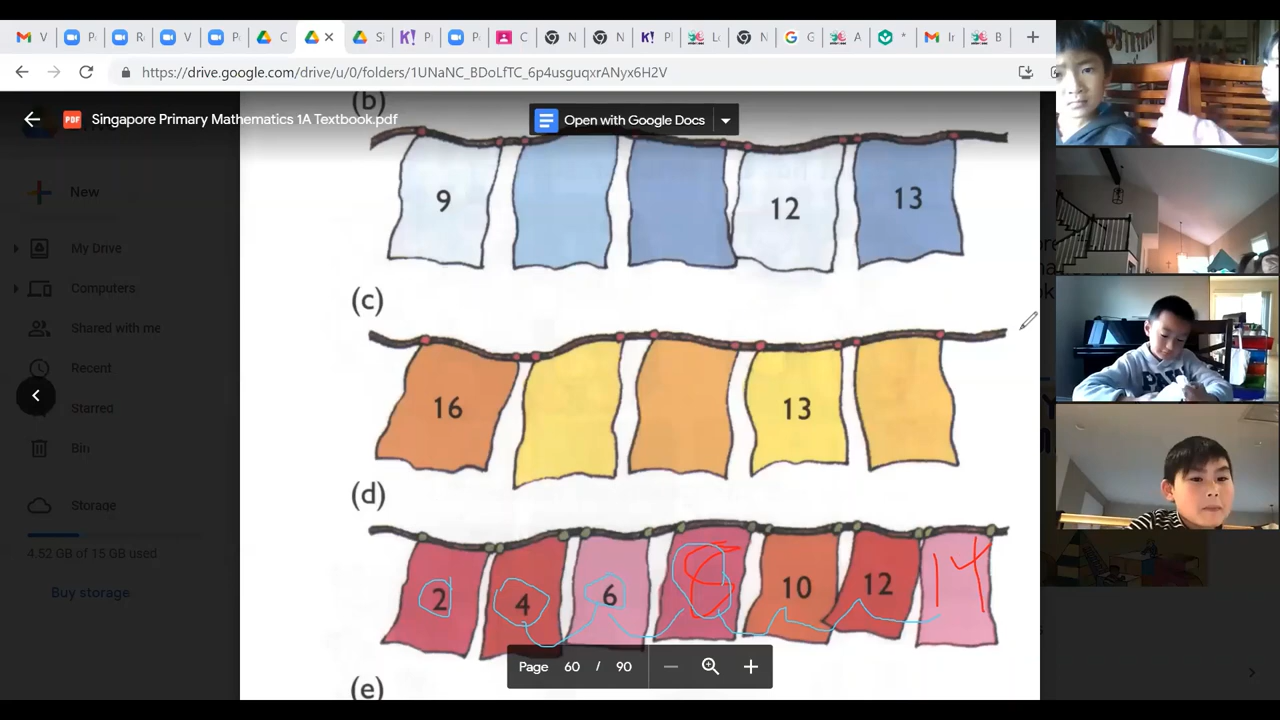 https://drive.google.com/drive/u/0/folders/1UNaNC_BDoLfTC_6p4usguqxrANyx6H2V
(b)
Singapore Primary Mathematics 1A Textbook.pdf
Open with Google Docs
PDF
New
9
12
13
My Drive
Computers
(c)
Shared with me
Recent
Starred
16
13
Bin
(d)
Storage
4.52 GB of 15 GB used
Buy storage
2
4
6
8
10
12
14
Page 60 / 90
(e)